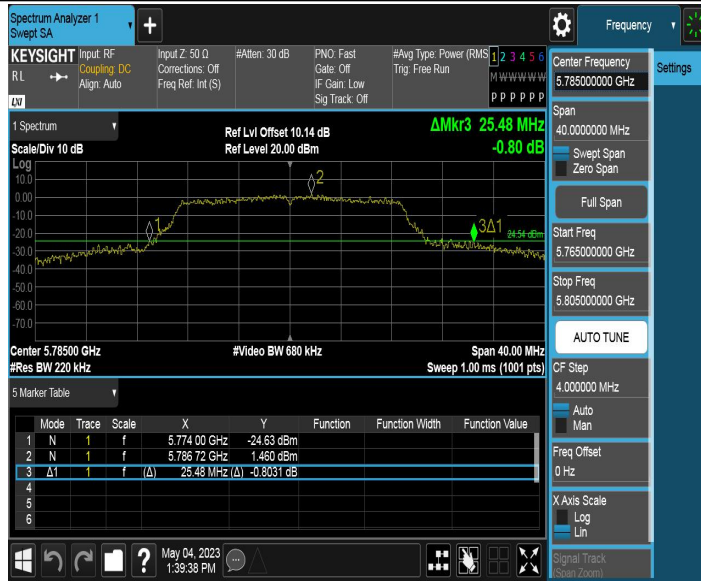 Spectrum Analyzer 1
Swept SA
Frequency
KEYSIGHT
RL
LXI
Input: RF
Coupling: DC
Align: Auto
Input Z: 50 Ω
Corrections: Off
Freq Ref: Int (S)
#Atten: 30 dB
PNO: Fast
Gate: Off
IF Gain: Low
Sig Track: Off
#Avg Type: Power (RMS
Trig: Free Run
1 2 3 4 5 6
M W W W W W
P P P P P P
Center Frequency
5.785000000 GHz
Settings
Span
40.0000000 MHz
Swept Span
Zero Span
Full Span
Start Freq
5.765000000 GHz
Stop Freq
5.805000000 GHz
AUTO TUNE
CF Step
4.000000 MHz
Auto
Man
Freq Offset
0 Hz
X Axis Scale
Log
Lin
Signal Track
(Span Zoom)
1 Spectrum
Scale/Div 10 dB
Ref Lvl Offset 10.14 dB
Ref Level 20.00 dBm
ΔMkr3 25.48 MHz
-0.80 dB
Log
10.0
0.00
-10.0
-20.0
-30.0
-40.0
-50.0
-60.0
-70.0
1
2
3Δ1
-24.54 dBm
Center 5.78500 GHz
#Res BW 220 kHz
#Video BW 680 kHz
Span 40.00 MHz
Sweep 1.00 ms (1001 pts)
5 Marker Table
Mode Trace Scale X Y Function Function Width Function Value
1 N 1 f 5.774 00 GHz -24.63 dBm
2 N 1 f 5.786 72 GHz 1.460 dBm
3 Δ1 1 f (Δ) 25.48 MHz (Δ) -0.8031 dB
4
5
6
?
May 04, 2023
1:39:38 PM